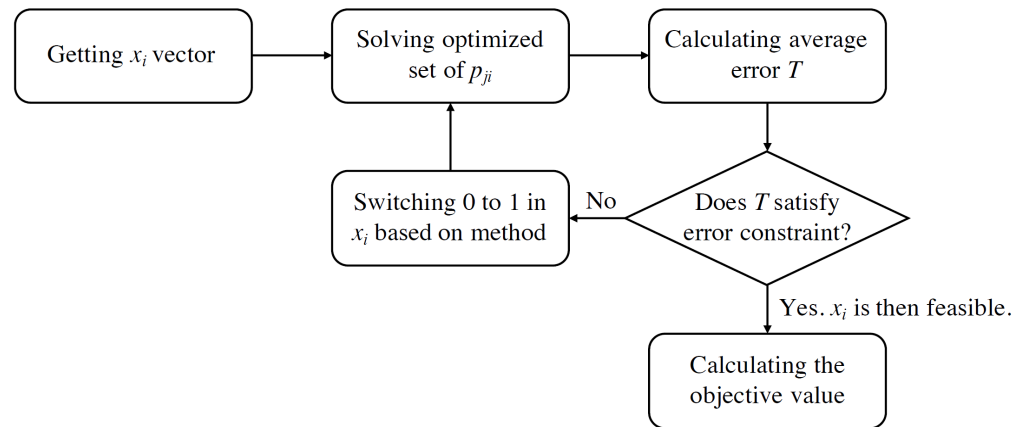 Getting xᵢ vector
Solving optimized
set of pⱼᵢ
Calculating average
error T
Switching 0 to 1 in
xᵢ based on method
No
Does T satisfy
error constraint?
Yes. xᵢ is then feasible.
Calculating the
objective value